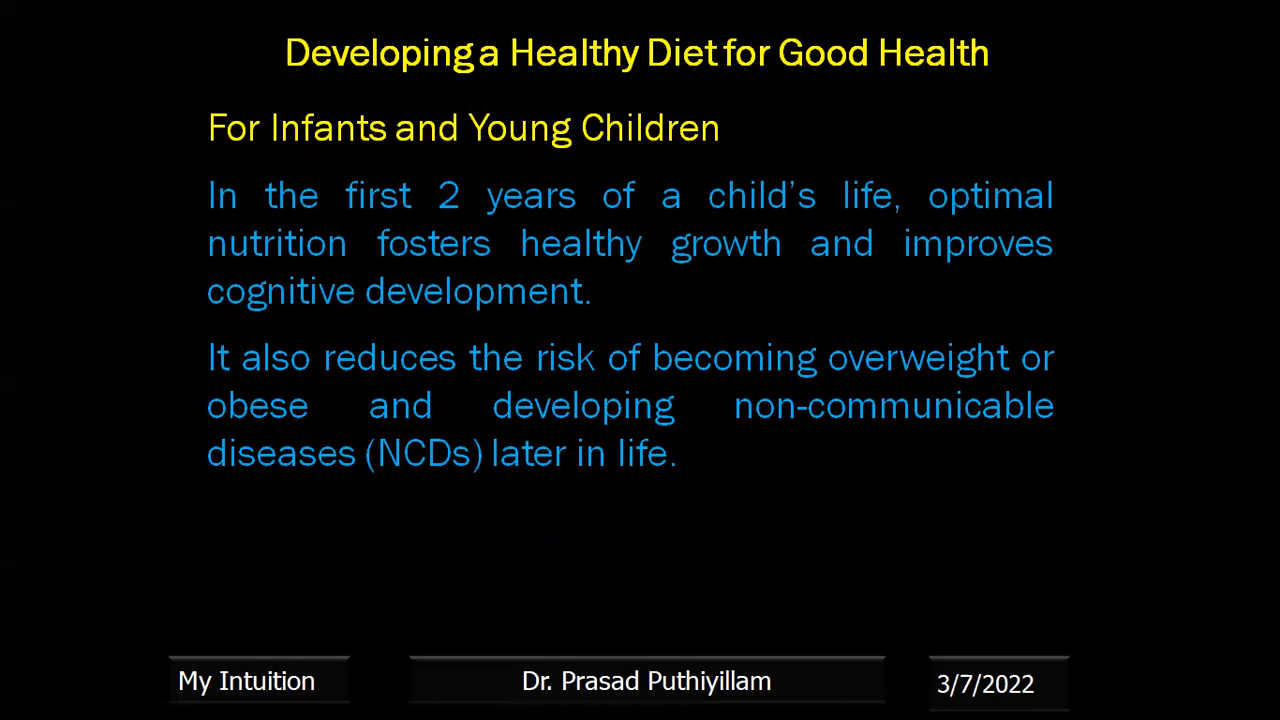 Developing a Healthy Diet for Good Health
For Infants and Young Children
In the first 2 years of a child’s life, optimal
nutrition fosters healthy growth and improves
cognitive development.
It also reduces the risk of becoming overweight or
obese and developing non-communicable
diseases (NCDs) later in life.
My Intuition
Dr. Prasad Puthiyillam
3/7/2022